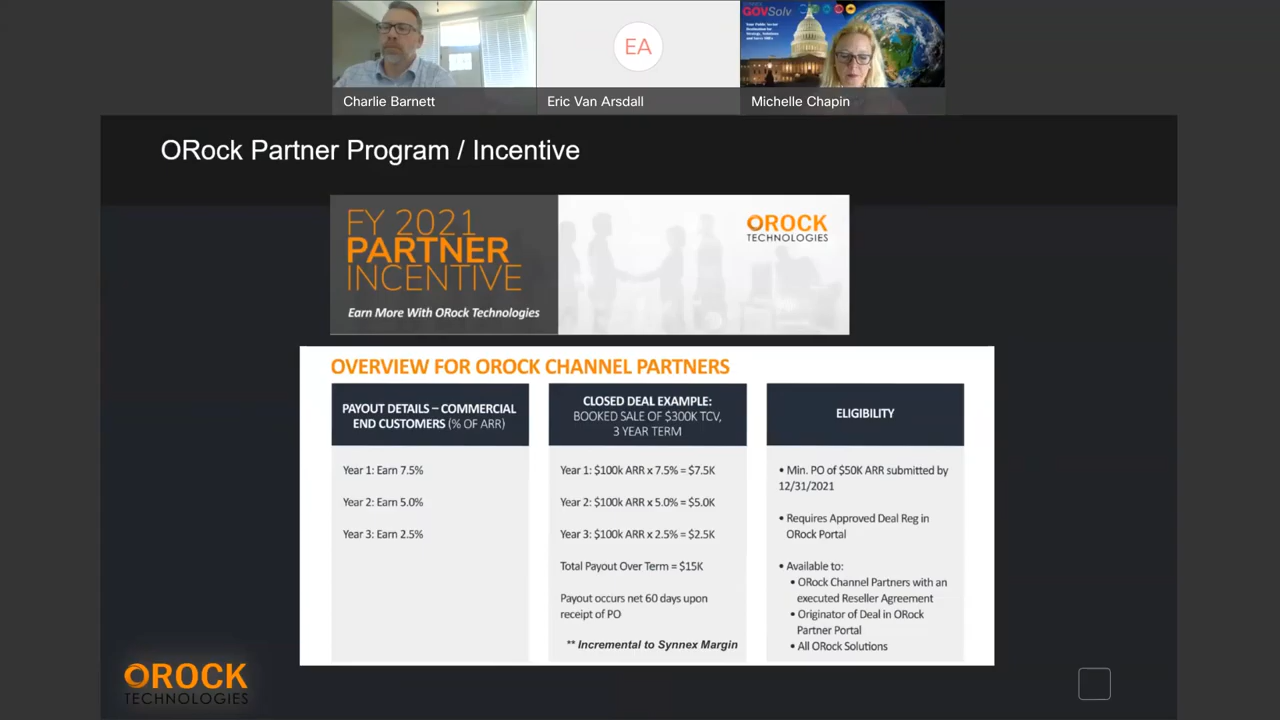 GOVSolv
EA
Charlie Barnett
Eric Van Arsdall
Michelle Chapin
ORock Partner Program / Incentive
FY 2021
PARTNER
INCENTIVE
Earn More With ORock Technologies
OROCK
TECHNOLOGIES
OVERVIEW FOR OROCK CHANNEL PARTNERS
PAYOUT DETAILS – COMMERCIAL
END CUSTOMERS (% OF ARR)
Year 1: Earn 7.5%
Year 2: Earn 5.0%
Year 3: Earn 2.5%
CLOSED DEAL EXAMPLE:
BOOKED SALE OF $300K TCV,
3 YEAR TERM
Year 1: $100k ARR x 7.5% = $7.5K
Year 2: $100k ARR x 5.0% = $5.0K
Year 3: $100k ARR x 2.5% = $2.5K
Total Payout Over Term = $15K
Payout occurs net 60 days upon
receipt of PO
** Incremental to Synnex Margin
ELIGIBILITY
• Min. PO of $50K ARR submitted by
12/31/2021
• Requires Approved Deal Reg in
ORock Portal
• Available to:
• ORock Channel Partners with an
executed Reseller Agreement
• Originator of Deal in ORock
Partner Portal
• All ORock Solutions
OROCK
TECHNOLOGIES